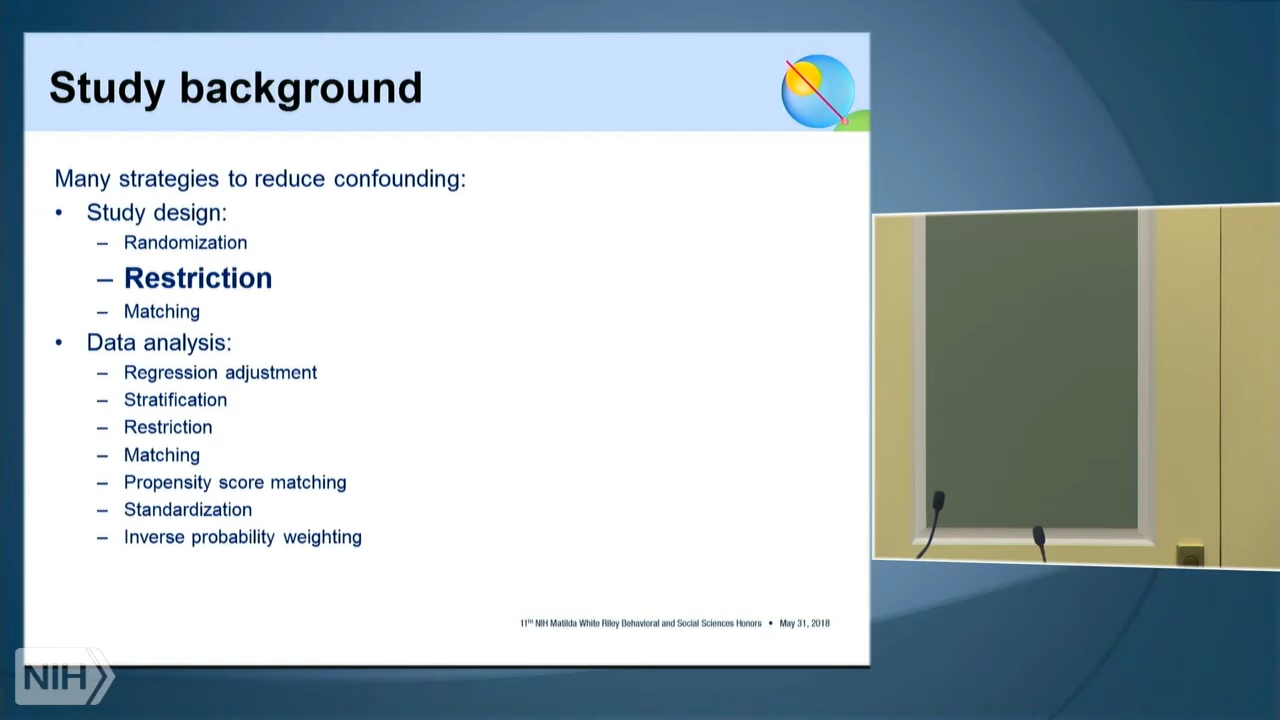 Study background
Many strategies to reduce confounding:
• Study design:
– Randomization
– Restriction
– Matching
• Data analysis:
– Regression adjustment
– Stratification
– Restriction
– Matching
– Propensity score matching
– Standardization
– Inverse probability weighting
11TH NIH Matilda White Riley Behavioral and Social Sciences Honors • May 31, 2018
NIH